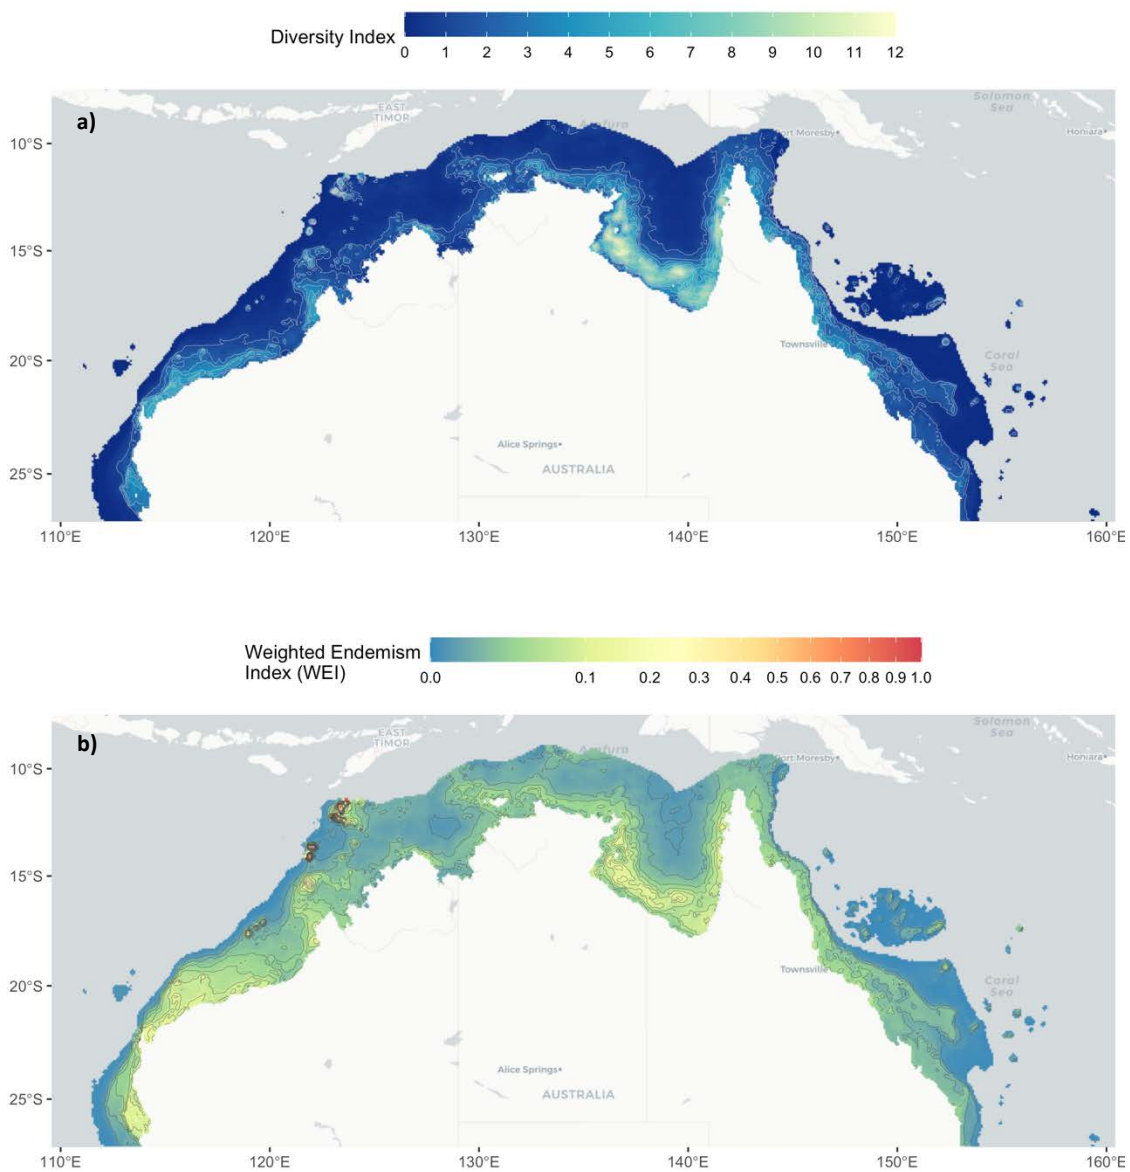 Diversity Index
0 1 2 3 4 5 6 7 8 9 10 11 12
a)
EAST
TIMOR
Arafura
Solomon
Sea
ort Moresby
Honiara
10°S
15°S
20°S
25°S
Townsville
Coral
Sea
Alice Springs
AUSTRALIA
110°E 120°E 130°E 140°E 150°E 160°E
Weighted Endemism
Index (WEI)
0.0 0.1 0.2 0.3 0.4 0.5 0.6 0.7 0.8 0.9 1.0
b)
EAST
TIMOR
Arafura
Solomon
Sea
ort Moresby
Honiara
10°S
15°S
20°S
25°S
Townsville
Coral
Sea
Alice Springs
AUSTRALIA
110°E 120°E 130°E 140°E 150°E 160°E